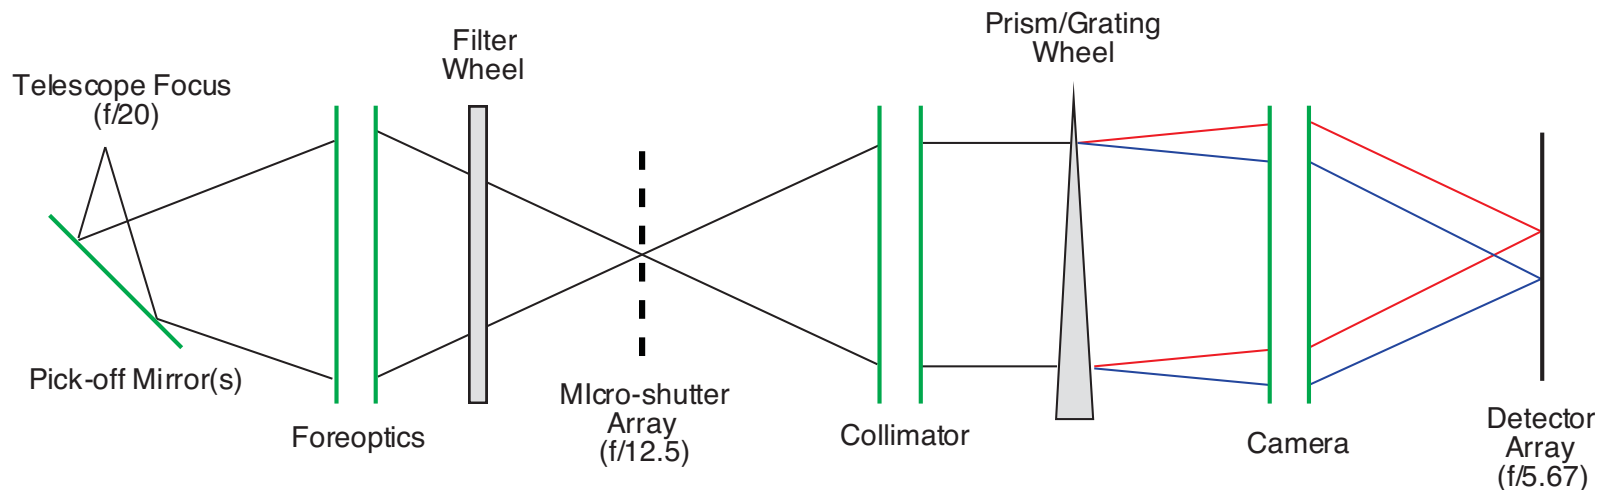 Telescope Focus
(f/20)
Pick-off Mirror(s)
Foreoptics
Filter
Wheel
MIcro-shutter
Array
(f/12.5)
Collimator
Prism/Grating
Wheel
Camera
Detector
Array
(f/5.67)